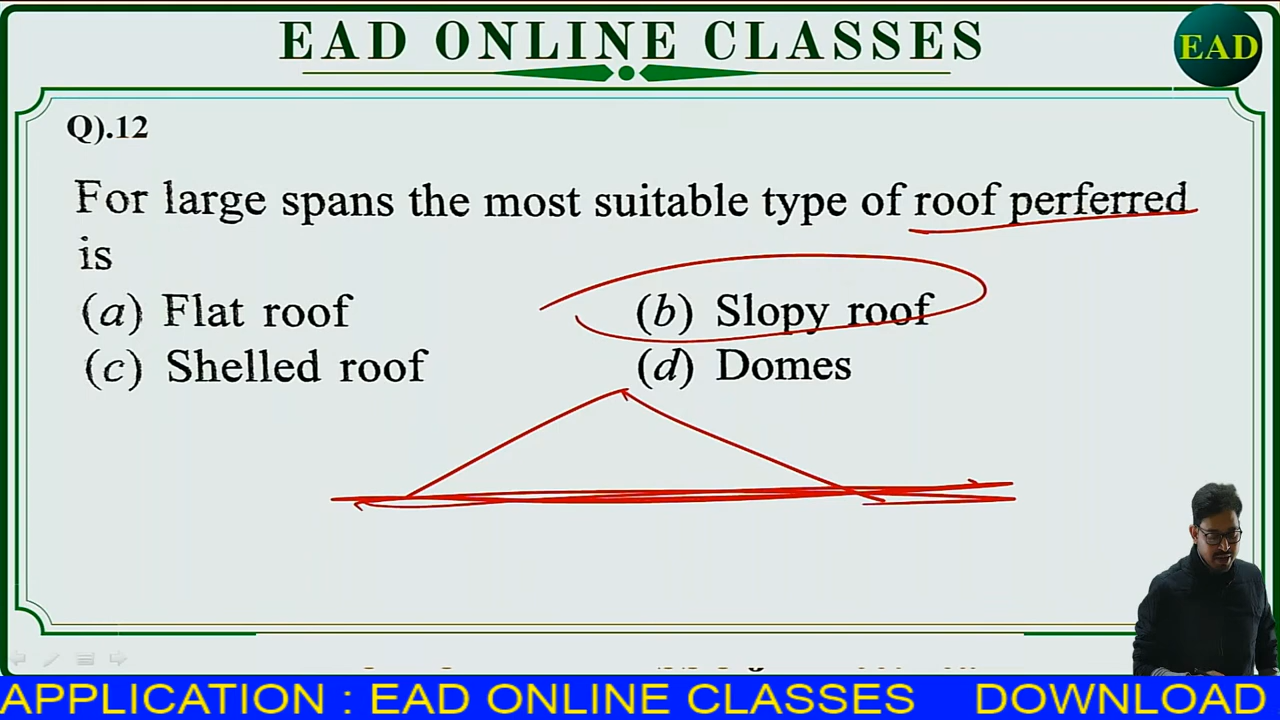 EAD ONLINE CLASSES
EAD
Q).12
For large spans the most suitable type of roof perferred
is
(a) Flat roof
(b) Slopy roof
(c) Shelled roof
(d) Domes
APPLICATION : EAD ONLINE CLASSES DOWNLOAD